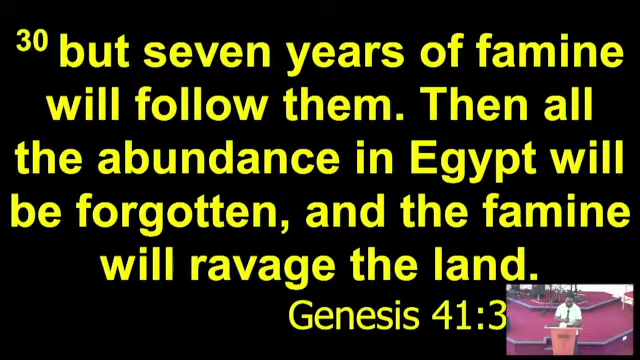 30 but seven years of famine
will follow them. Then all
the abundance in Egypt will
be forgotten, and the famine
will ravage the land.
Genesis 41:3